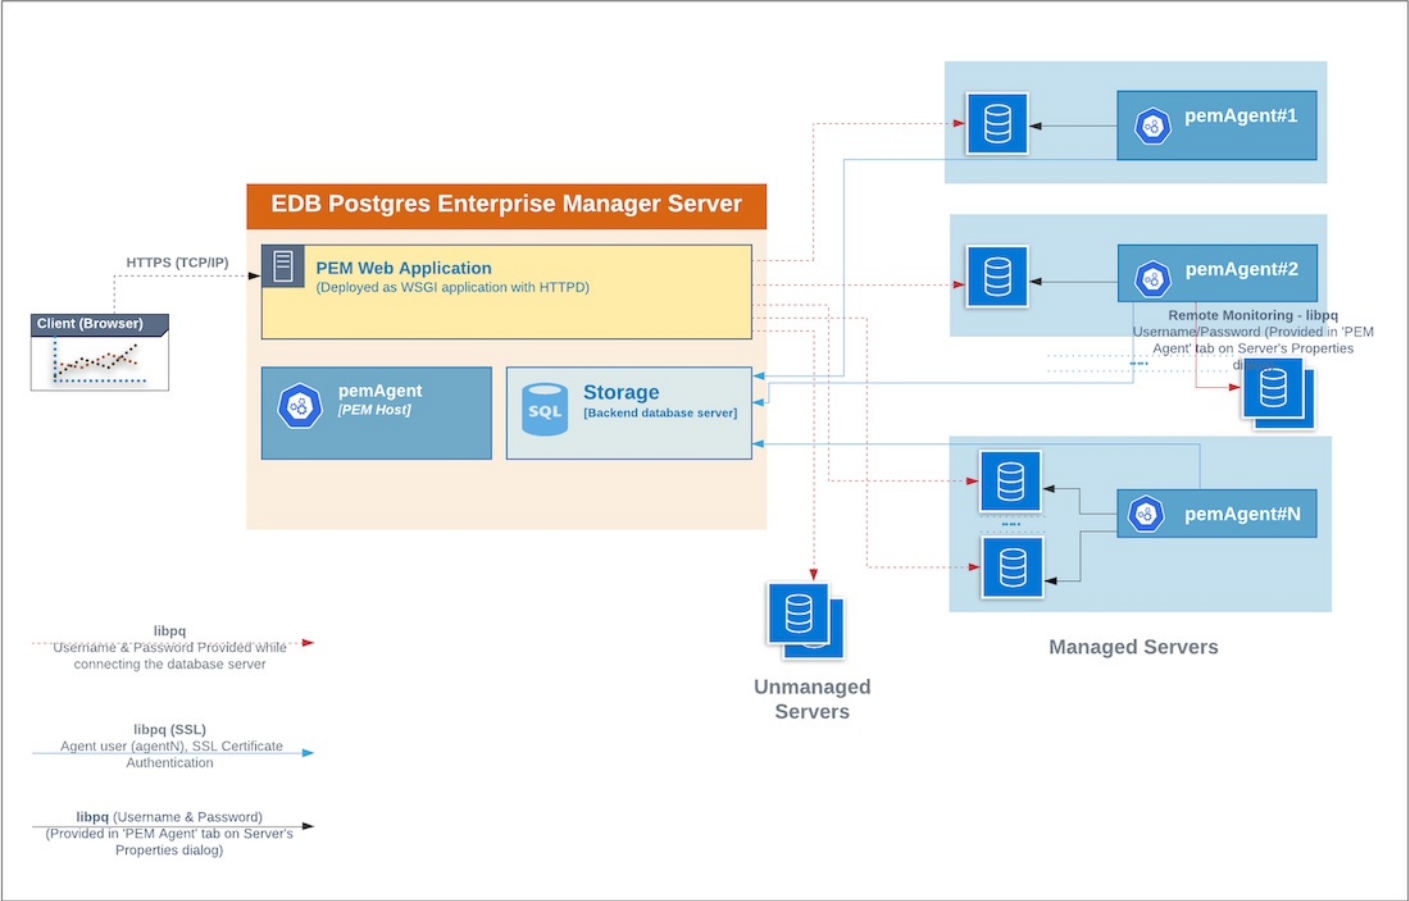 pemAgent#1
EDB Postgres Enterprise Manager Server
HTTPS (TCP/IP)
PEM Web Application
(Deployed as WSGI application with HTTPD)
pemAgent#2
Remote Monitoring - libpq
Username/Password (Provided in 'PEM
Agent' tab on Server's Properties
Client (Browser)
pemAgent
[PEM Host]
SQL
Storage
[Backend database server]
pemAgent#N
Managed Servers
Unmanaged
Servers
libpq
Username & Password Provided while
connecting the database server
libpq (SSL)
Agent user (agentN), SSL Certificate
Authentication
libpq (Username & Password)
(Provided in 'PEM Agent' tab on Server's
Properties dialog)